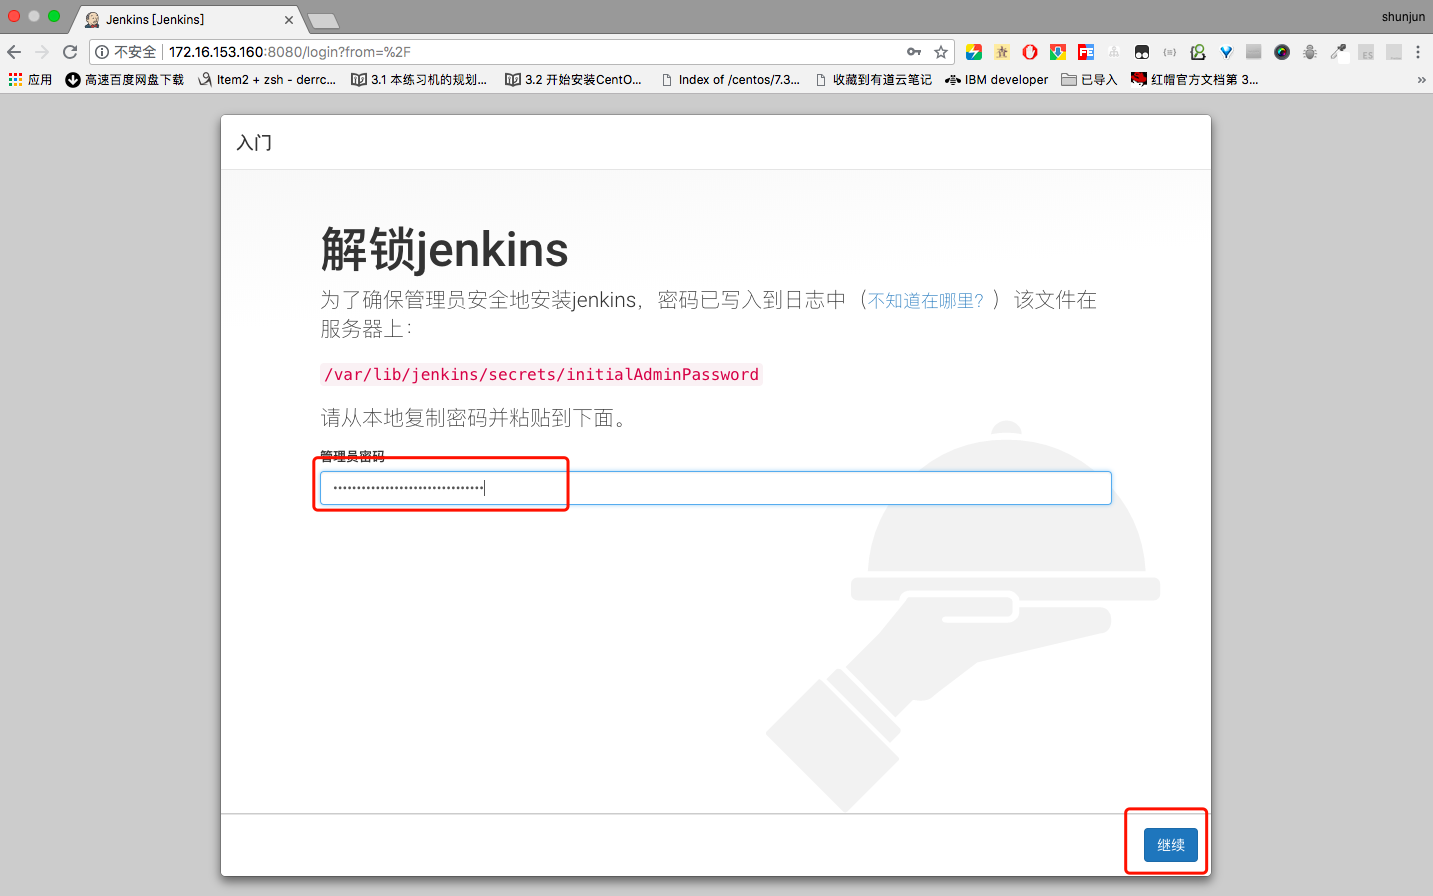 Jenkins [Jenkins]
shunjun
不安全
172.16.153.160:8080/login?from=%2F
应用
高速百度网盘下载
Item2 + zsh - derrc...
3.1 本练习机的规划...
3.2 开始安装CentO...
Index of /centos/7.3...
收藏到有道云笔记
IBM developer
已导入
红帽官方文档第 3...
»
入门
解锁jenkins
为了确保管理员安全地安装jenkins，密码已写入到日志中（不知道在哪里？）该文件在
服务器上：
/var/lib/jenkins/secrets/initialAdminPassword
请从本地复制密码并粘贴到下面。
管理员密码
继续